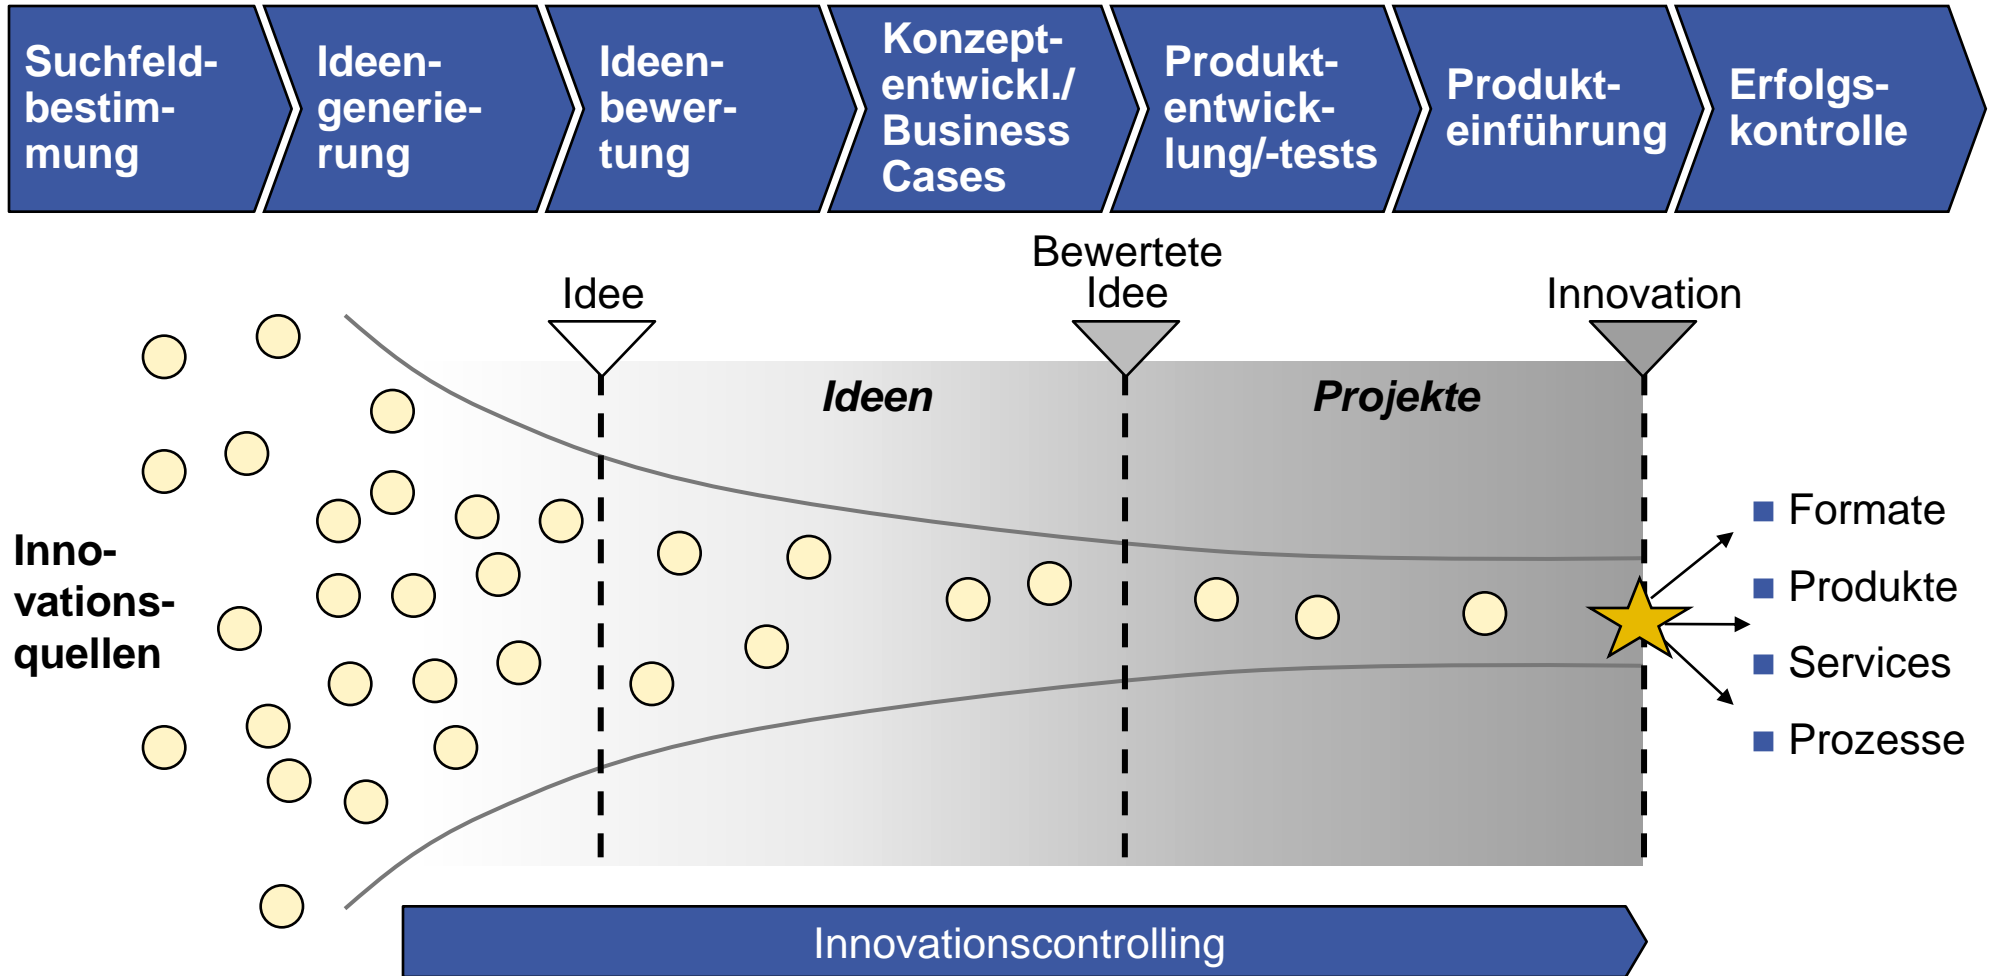 Suchfeld-
bestim-
mung
Ideen-
generie-
rung
Ideen-
bewer-
tung
Konzept-
entwickl./
Business
Cases
Produkt-
entwick-
lung/-tests
Produkt-
einführung
Erfolgs-
kontrolle
Idee
Bewertete
Idee
Innovation
Ideen
Projekte
Inno-
vations-
quellen
Formate
Produkte
Services
Prozesse
Innovationscontrolling